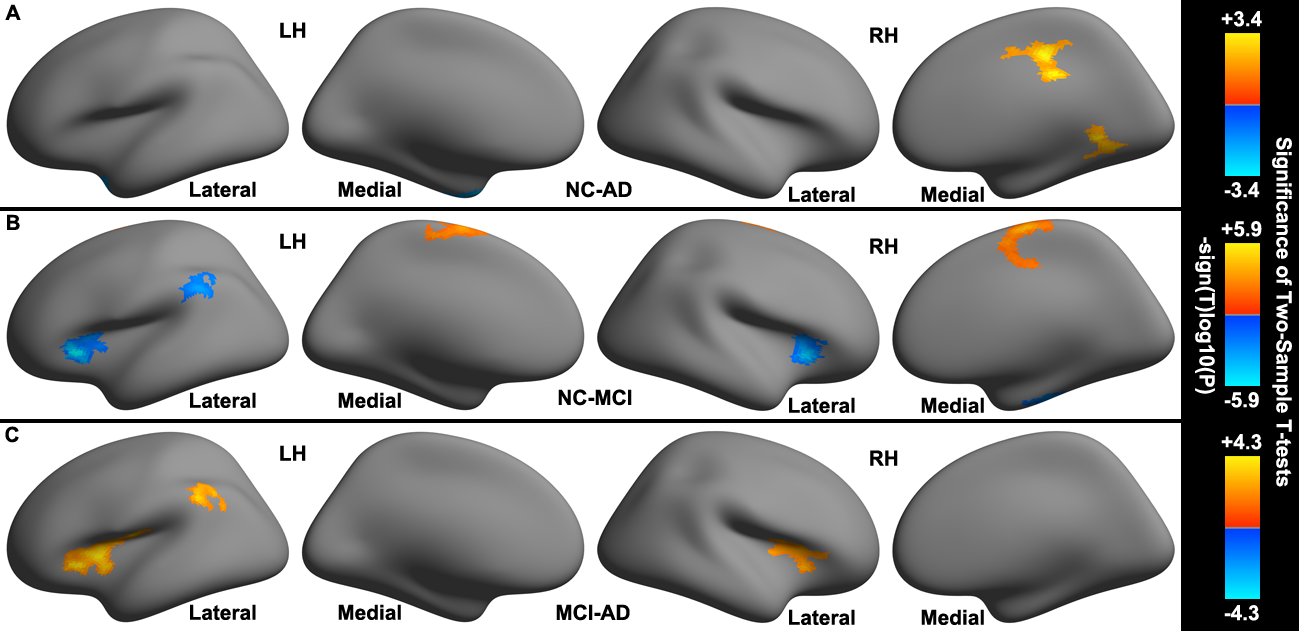 A
LH
RH
Lateral
Medial
NC-AD
Lateral
Medial
B
LH
RH
Lateral
Medial
NC-MCI
Lateral
Medial
C
LH
RH
Lateral
Medial
MCI-AD
Lateral
Medial
+3.4
-3.4
+5.9
-5.9
+4.3
-4.3
Significance of Two-Sample T-tests
-sign(T)log10(P)